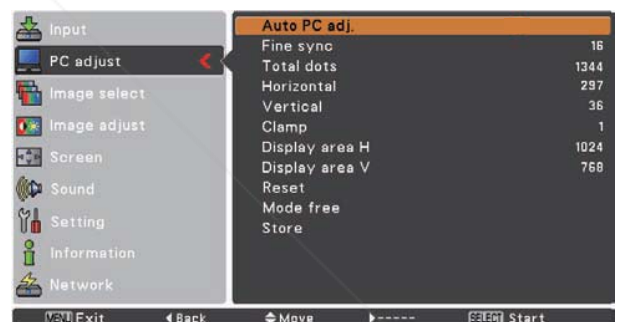 Input
PC adjust
Image select
Image adjust
Screen
Sound
Setting
Information
Network
Auto PC adj.
Fine sync 16
Total dots 1344
Horizontal 297
Vertical 36
Clamp 1
Display area H 1024
Display area V 768
Reset
Mode free
Store
MENU Exit ◀Back Move ▶----- SELECT Start